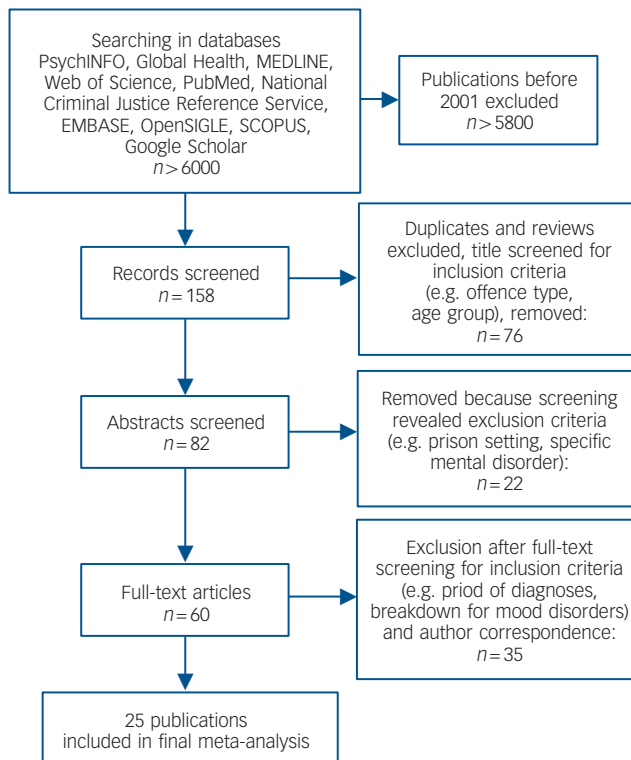 Searching in databases
PsychINFO, Global Health, MEDLINE,
Web of Science, PubMed, National
Criminal Justice Reference Service,
EMBASE, OpenSIGLE, SCOPUS,
Google Scholar
n>6000
Publications before
2001 excluded
n>5800
Records screened
n=158
Duplicates and reviews
excluded, title screened for
inclusion criteria
(e.g. offence type,
age group), removed:
n=76
Abstracts screened
n=82
Removed because screening
revealed exclusion criteria
(e.g. prison setting, specific
mental disorder):
n=22
Full-text articles
n=60
Exclusion after full-text
screening for inclusion criteria
(e.g. priod of diagnoses,
breakdown for mood disorders)
and author correspondence:
n=35
25 publications
included in final meta-analysis